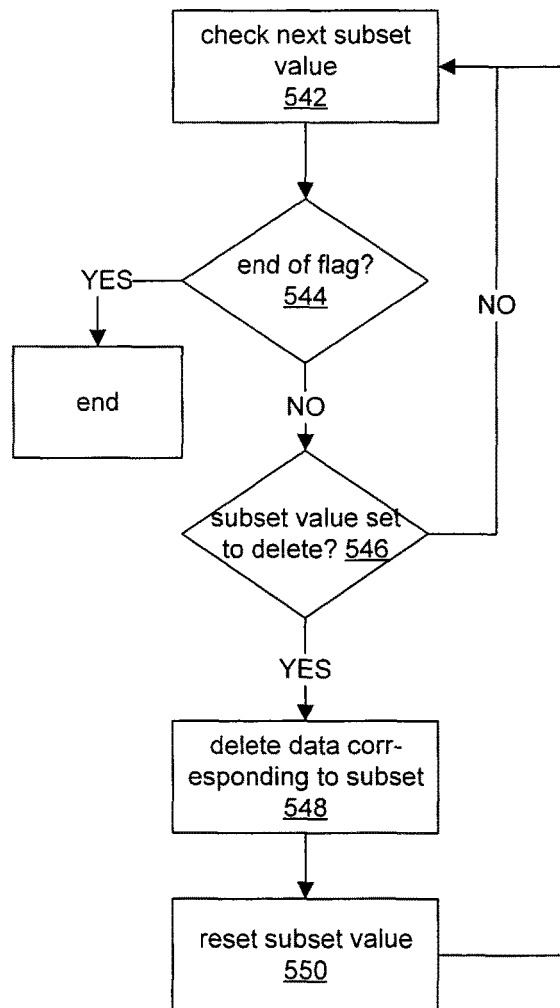 check next subset
value
542
end of flag?
544
YES
NO
end
NO
subset value set
to delete? 546
YES
delete data corr-
esponding to subset
548
reset subset value
550